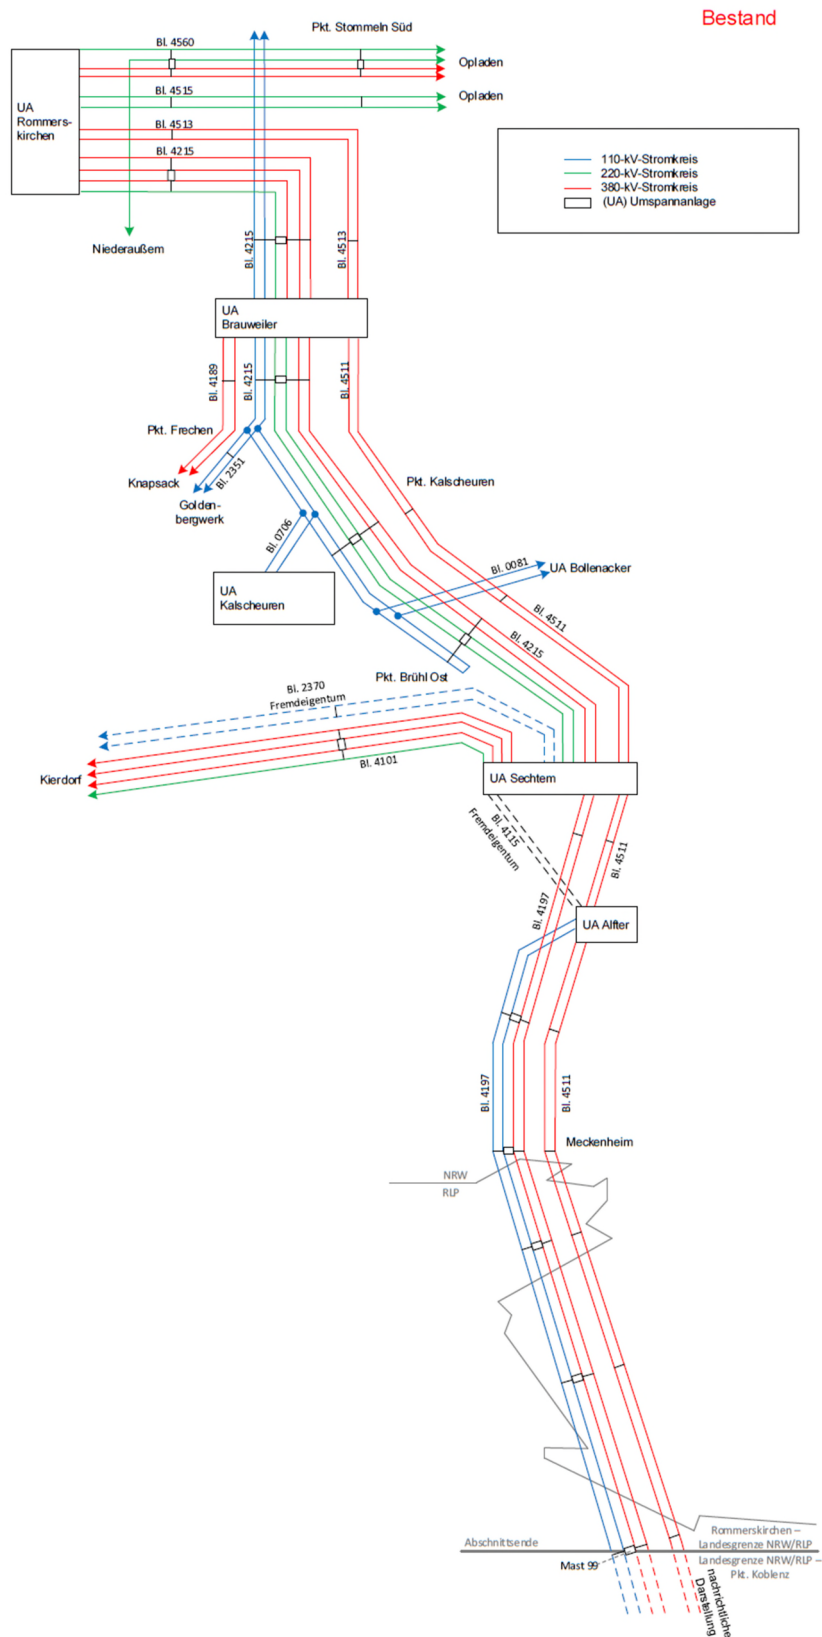 Bestand
Pkt. Stommeln Süd
Bl. 4560
Opladen
UA
Rommers-
kirchen
Bl. 4515
Opladen
Bl. 4513
Bl. 4215
110-kV-Stromkreis
220-kV-Stromkreis
380-kV-Stromkreis
(UA) Umspannanlage
Niederaußem
Bl. 4215
Bl. 4513
UA
Brauweiler
Bl. 4189
Bl. 4215
Bl. 4511
Pkt. Frechen
Knapsack
Bl. 2351
Golden-
bergwerk
Pkt. Kalscheuren
Bl. 0706
UA
Kalscheuren
Bl. 0081
UA Bollenacker
Bl. 4511
Bl. 4215
Pkt. Brühl Ost
Bl. 2370
Fremdeigentum
Kierdorf
Bl. 4101
UA Sechtem
Bl. 4115
Fremdeigentum
Bl. 4511
Bl. 4197
UA Alfter
Bl. 4197
Bl. 4511
Meckenheim
NRW
RLP
Abschnittsende
Rommerskirchen –
Landesgrenze NRW/RLP
Landesgrenze NRW/RLP –
Pkt. Koblenz
Mast 99
nachrichtliche
Darstellung